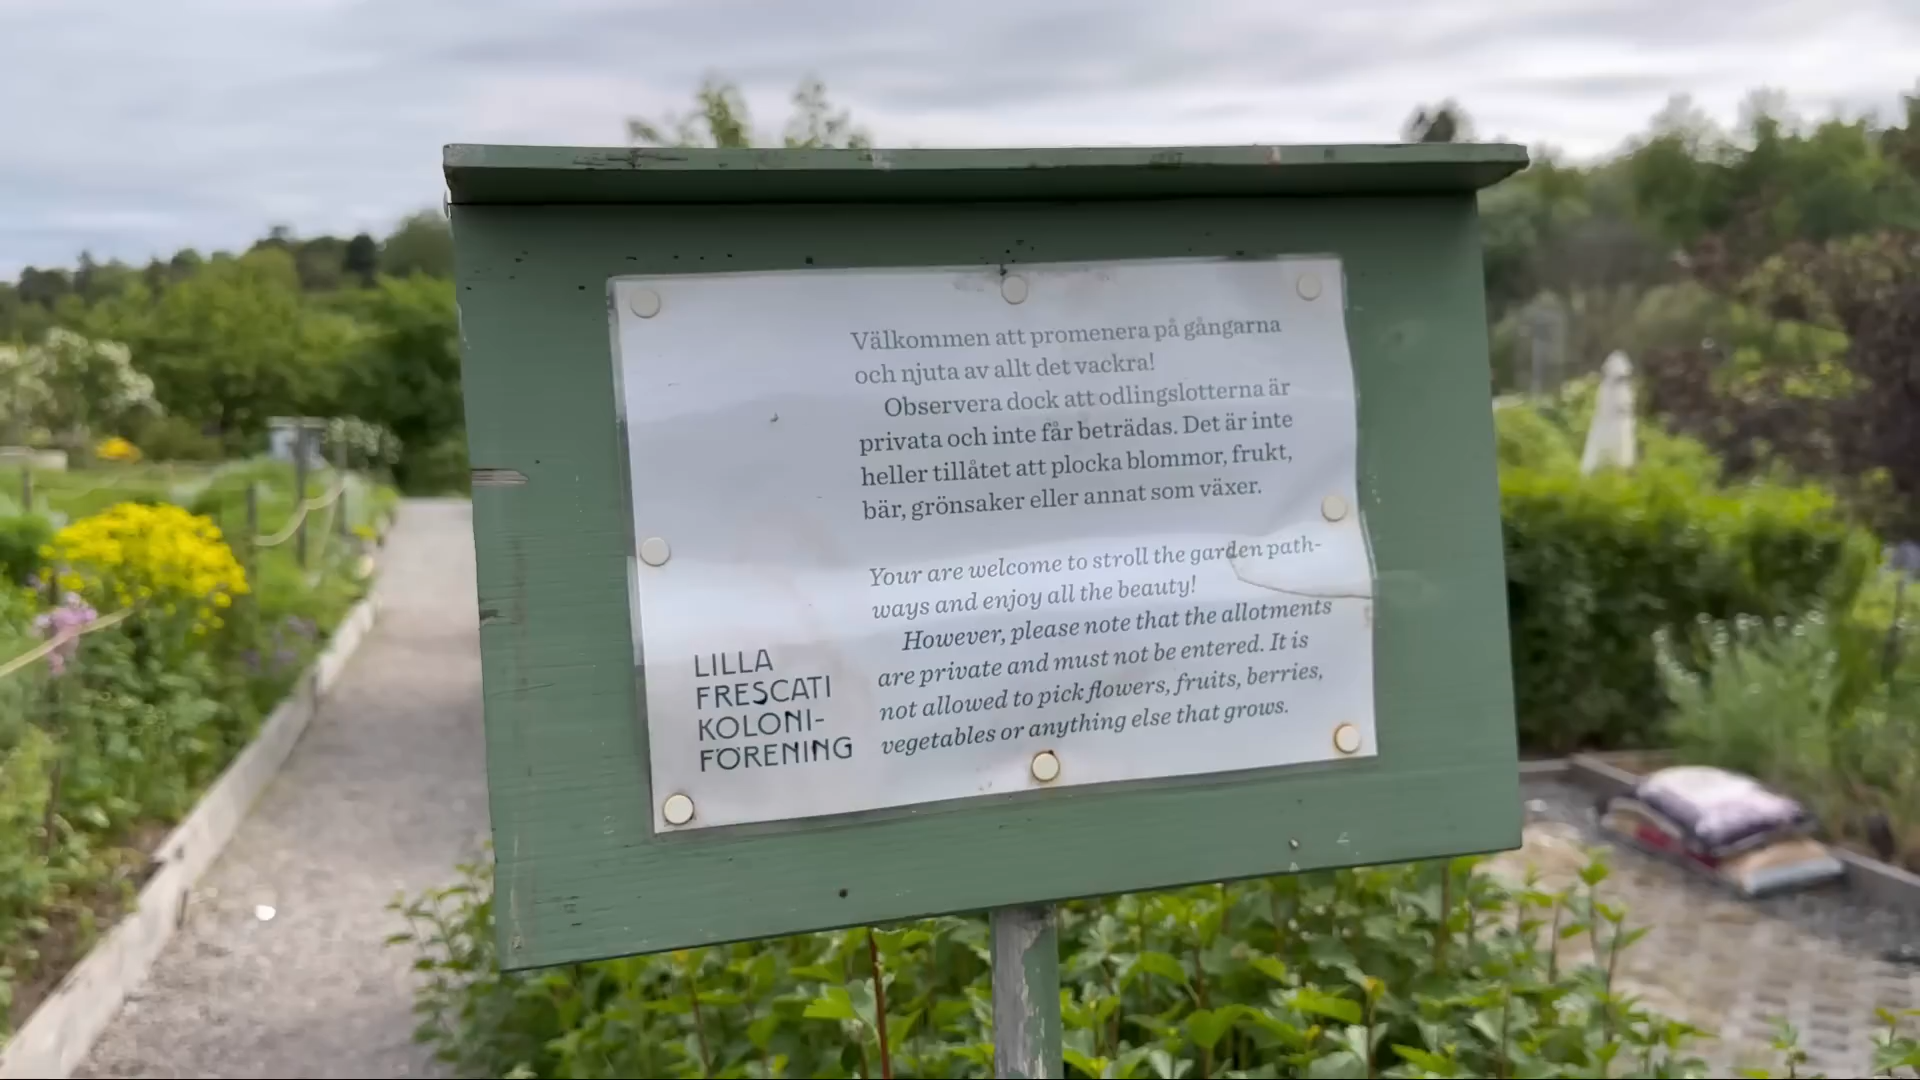 Välkommen att promenera på gångarna
och njuta av allt det vackra!
Observera dock att odlingslotterna är
privata och inte får beträdas. Det är inte
heller tillåtet att plocka blommor, frukt,
bär, grönsaker eller annat som växer.
Your are welcome to stroll the garden path-
ways and enjoy all the beauty!
However, please note that the allotments
are private and must not be entered. It is
not allowed to pick flowers, fruits, berries,
vegetables or anything else that grows.
LILLA
FRESCATI
KOLONI-
FÖRENING